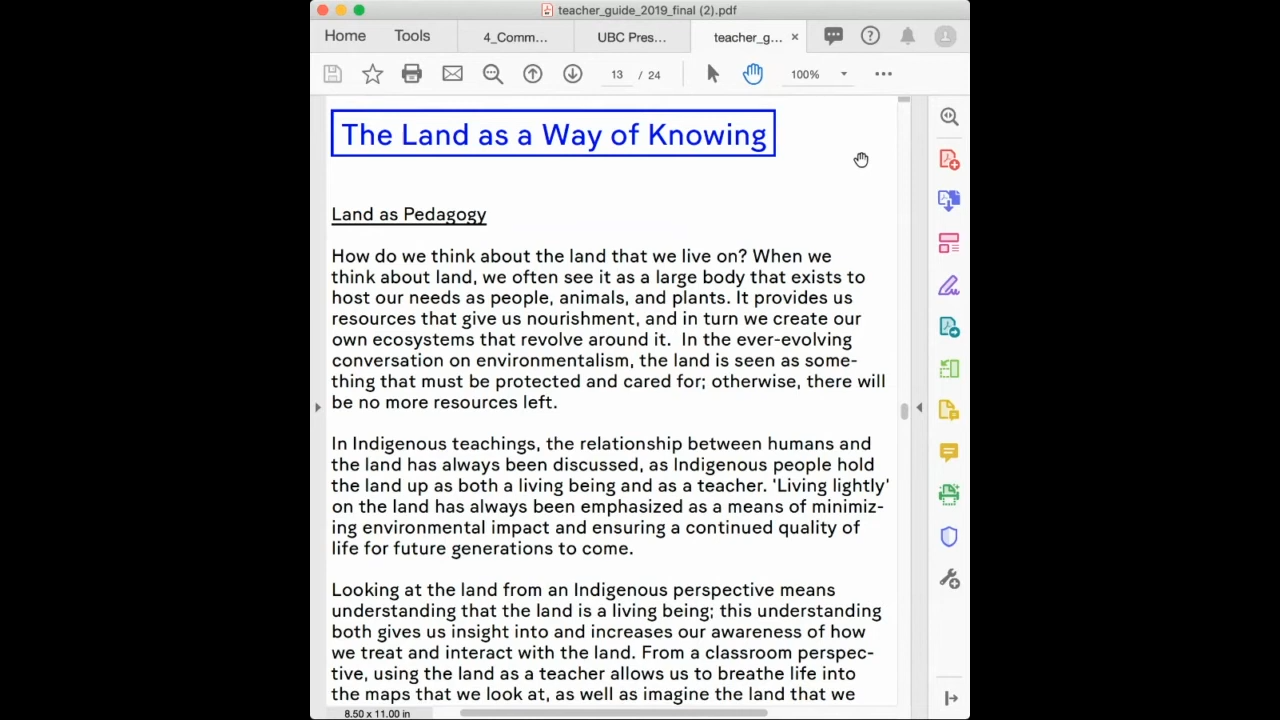 teacher_guide_2019_final (2).pdf
Home Tools 4_Comm... UBC Pres... teacher_g... ×
13 / 24 100%
The Land as a Way of Knowing
Land as Pedagogy
How do we think about the land that we live on? When we
think about land, we often see it as a large body that exists to
host our needs as people, animals, and plants. It provides us
resources that give us nourishment, and in turn we create our
own ecosystems that revolve around it.  In the ever-evolving
conversation on environmentalism, the land is seen as some-
thing that must be protected and cared for; otherwise, there will
be no more resources left.
In Indigenous teachings, the relationship between humans and
the land has always been discussed, as Indigenous people hold
the land up as both a living being and as a teacher. ‘Living lightly’
on the land has always been emphasized as a means of minimiz-
ing environmental impact and ensuring a continued quality of
life for future generations to come.
Looking at the land from an Indigenous perspective means
understanding that the land is a living being; this understanding
both gives us insight into and increases our awareness of how
we treat and interact with the land. From a classroom perspec-
tive, using the land as a teacher allows us to breathe life into
the maps that we look at, as well as imagine the land that we
8.50 x 11.00 in